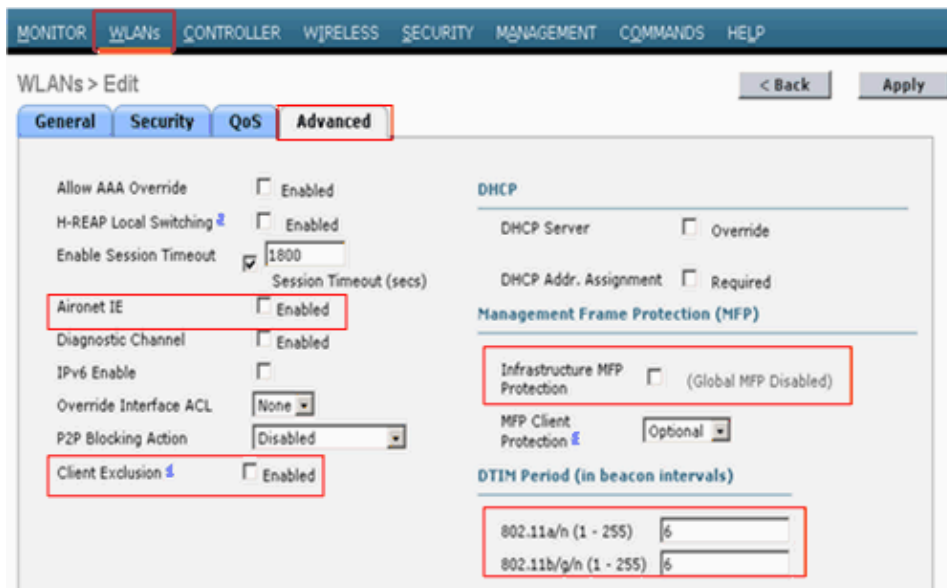 MONITOR WLANs CONTROLLER WIRELESS SECURITY MANAGEMENT COMMANDS HELP
WLANs > Edit
< Back
Apply
General
Security
QoS
Advanced
Allow AAA Override Enabled
H-REAP Local Switching 2 Enabled
Enable Session Timeout 1800
Session Timeout (secs)
Aironet IE Enabled
Diagnostic Channel Enabled
IPv6 Enable
Override Interface ACL None
P2P Blocking Action Disabled
Client Exclusion Enabled
DHCP
DHCP Server Override
DHCP Addr. Assignment Required
Management Frame Protection (MFP)
Infrastructure MFP
Protection (Global MFP Disabled)
MFP Client
Protection Optional
DTIM Period (in beacon intervals)
802.11a/n (1 - 255) 6
802.11b/g/n (1 - 255) 6